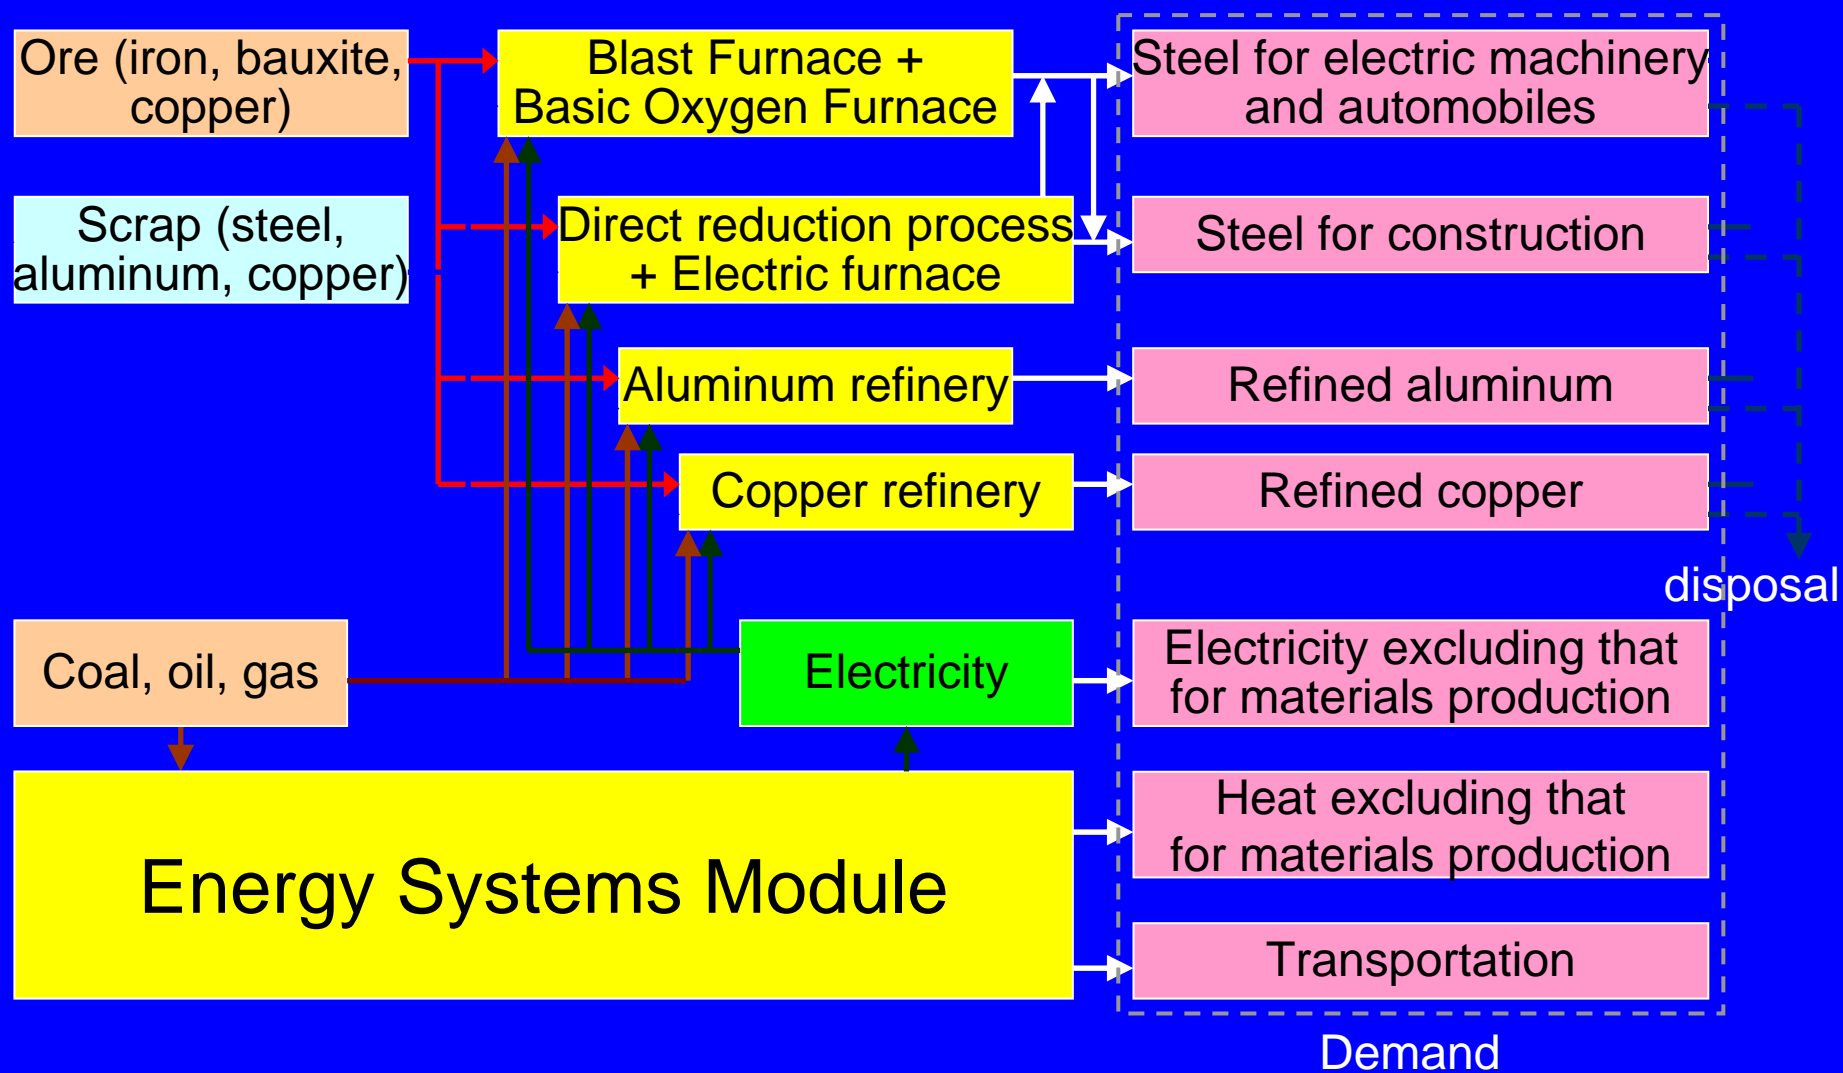 Ore (iron, bauxite,
copper)
Blast Furnace +
Basic Oxygen Furnace
Steel for electric machinery
and automobiles
Scrap (steel,
aluminum, copper)
Direct reduction process
+ Electric furnace
Steel for construction
Aluminum refinery
Refined aluminum
Copper refinery
Refined copper
disposal
Coal, oil, gas
Electricity
Electricity excluding that
for materials production
Energy Systems Module
Heat excluding that
for materials production
Transportation
Demand